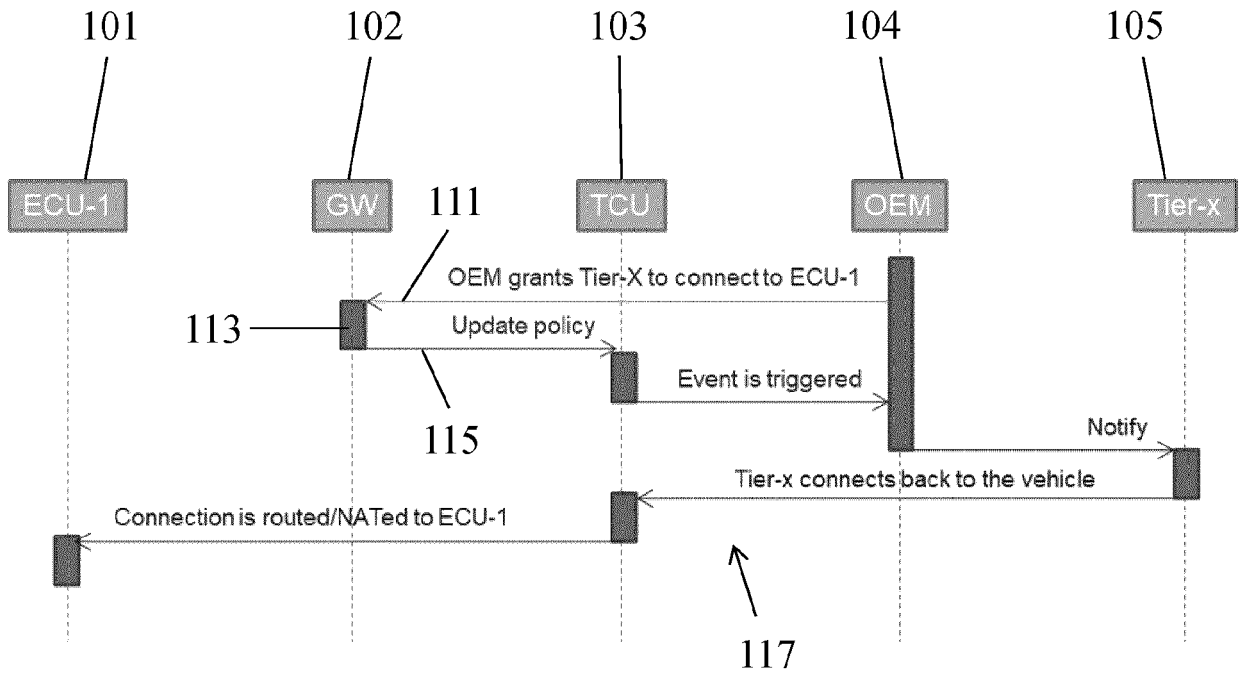 101
102
103
104
105
ECU-1
GW
TCU
OEM
Tier-x
111
OEM grants Tier-X to connect to ECU-1
113
Update policy
Event is triggered
115
Notify
Tier-x connects back to the vehicle
Connection is routed/NATed to ECU-1
117